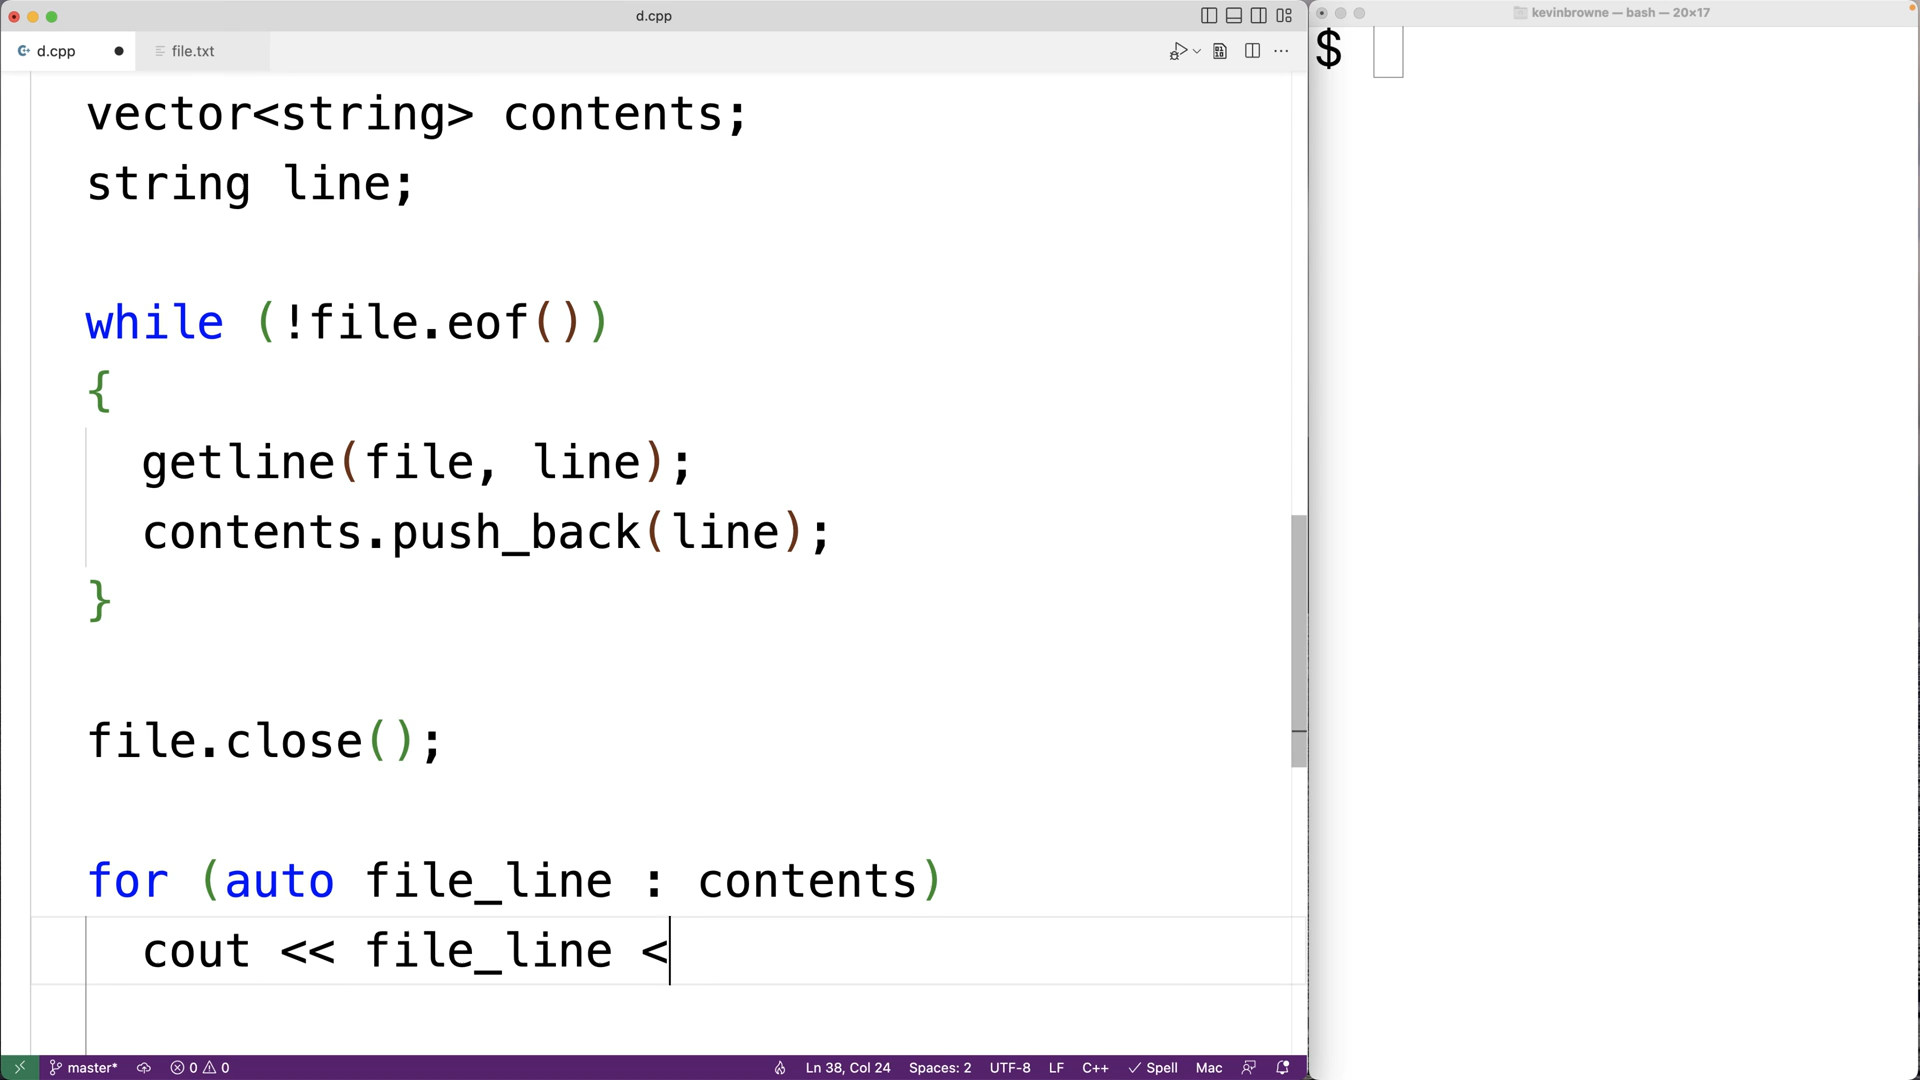 d.cpp
kevinbrowne — bash — 20×17
d.cpp
file.txt
$
vector<string> contents;
string line;
while (!file.eof())
{
getline(file, line);
contents.push_back(line);
}
file.close();
for (auto file_line : contents)
cout << file_line <
master* 0 0 Ln 38, Col 24 Spaces: 2 UTF-8 LF C++ Spell Mac